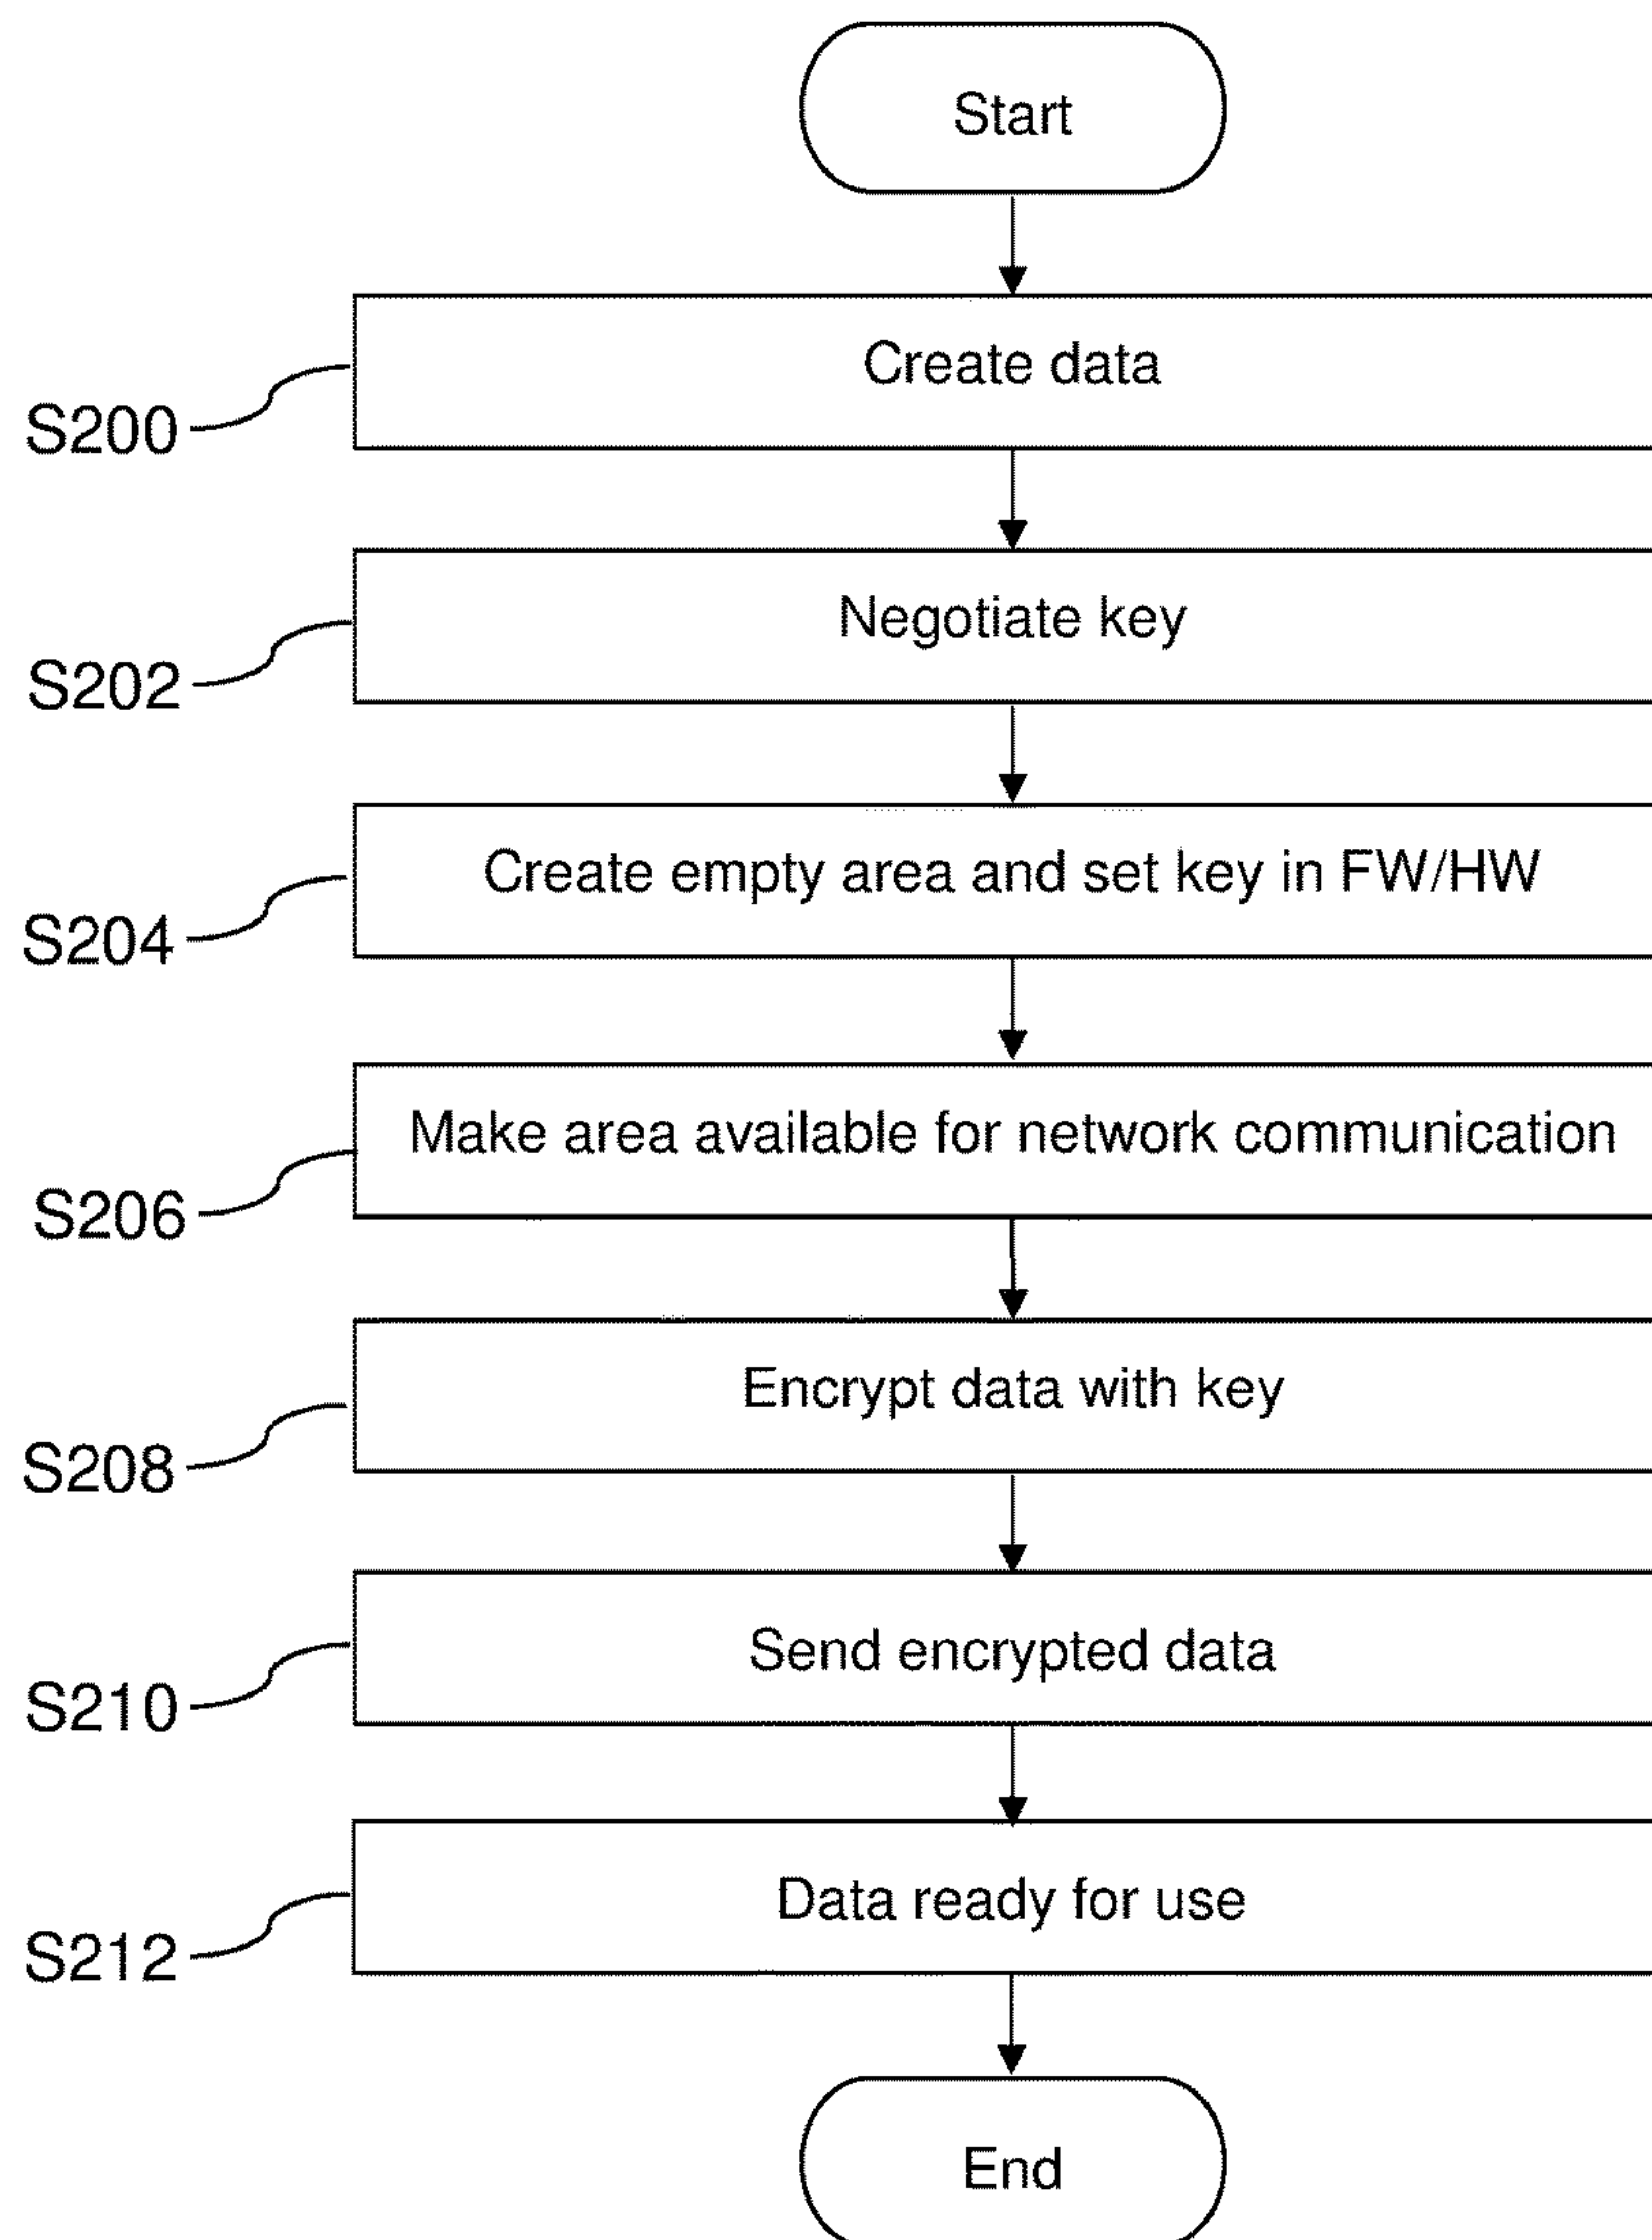 Start
Create data
S200
Negotiate key
S202
Create empty area and set key in FW/HW
S204
Make area available for network communication
S206
Encrypt data with key
S208
Send encrypted data
S210
Data ready for use
S212
End